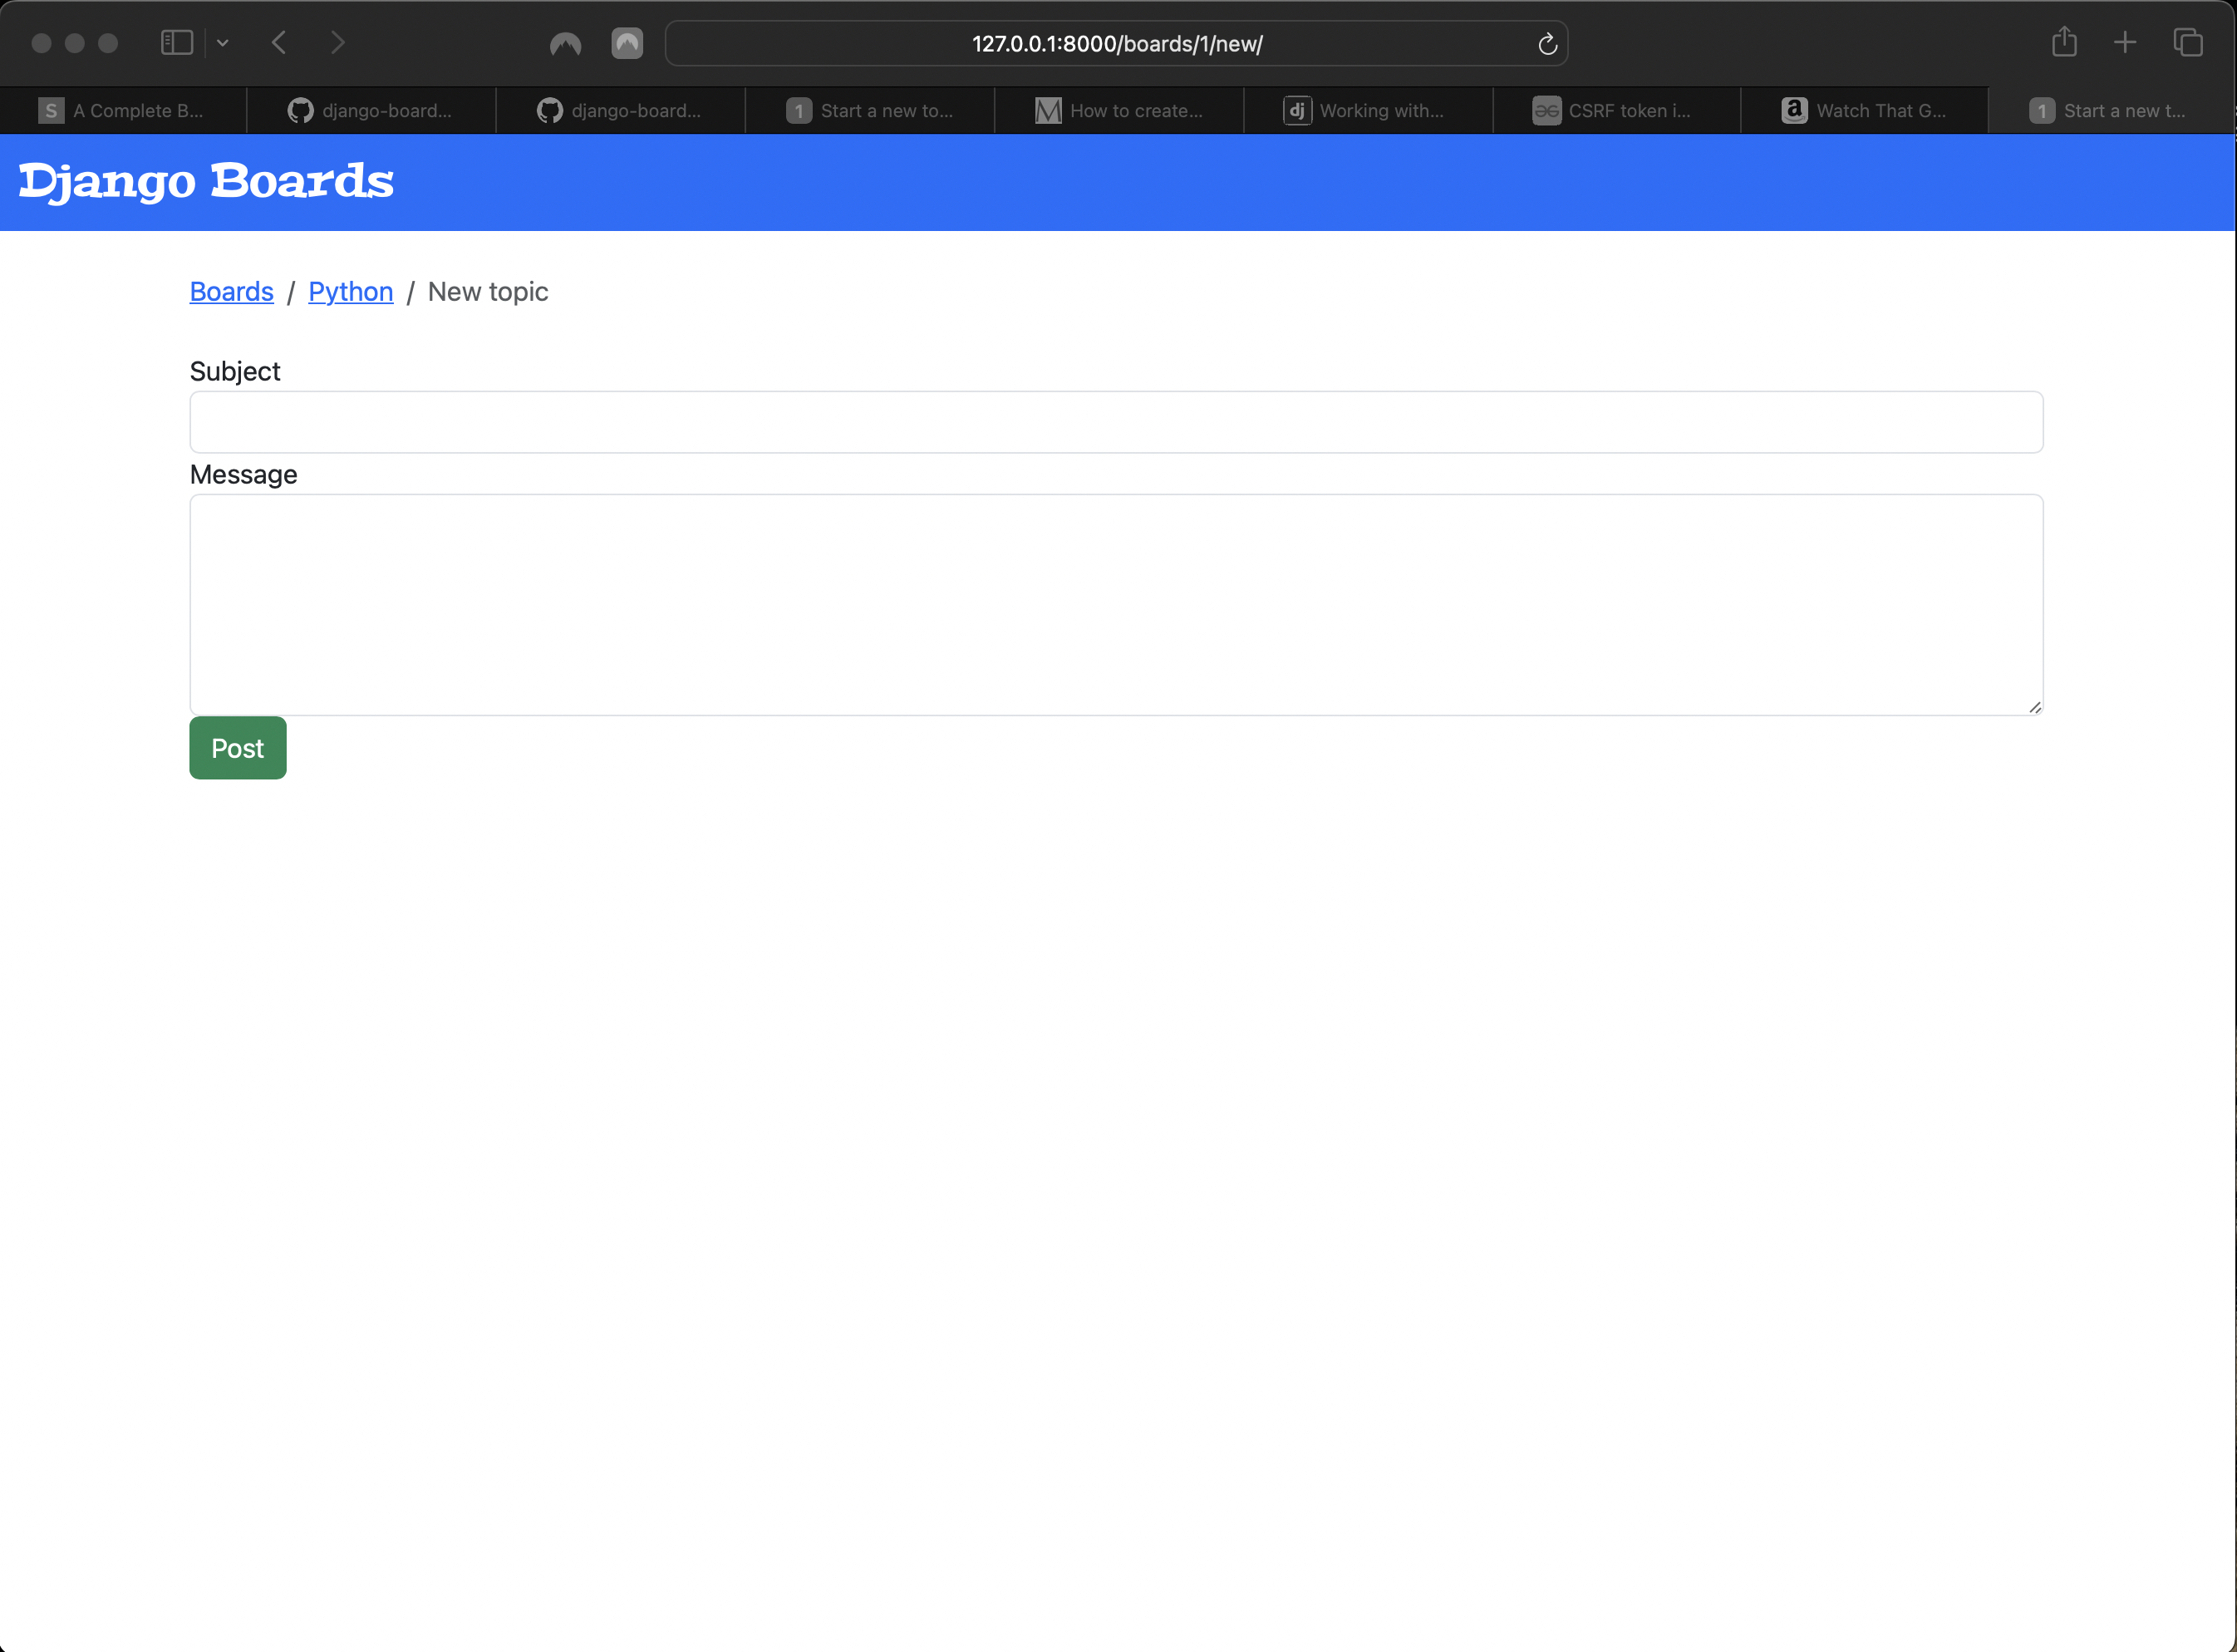 127.0.0.1:8000/boards/1/new/
S A Complete B... django-board... django-board... 1 Start a new to... How to create... dj Working with... CSRF token i... a Watch That G... 1 Start a new t...
Django Boards
Boards / Python / New topic
Subject
Message
Post